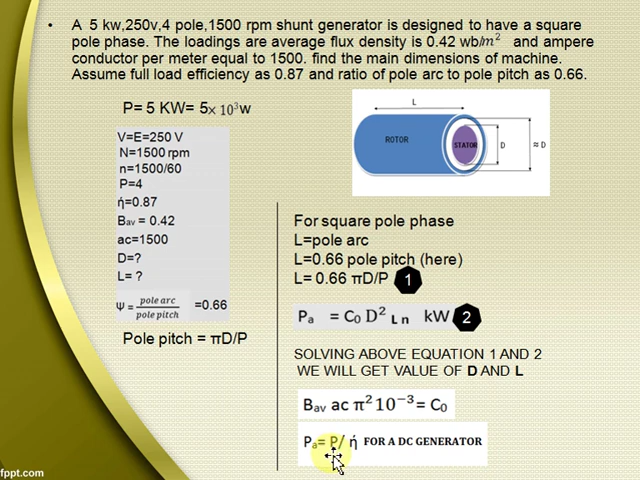 • A 5 kw,250v,4 pole,1500 rpm shunt generator is designed to have a square
pole phase. The loadings are average flux density is 0.42 wb/m² and ampere
conductor per meter equal to 1500. find the main dimensions of machine.
Assume full load efficiency as 0.87 and ratio of pole arc to pole pitch as 0.66.
P= 5 KW= 5× 10³w
V=E=250 V
N=1500 rpm
n=1500/60
P=4
ή=0.87
Bav = 0.42
ac=1500
D=?
L= ?
Ψ = pole arc / pole pitch =0.66
Pole pitch = πD/P
L
ROTOR
STATOR
D
≈ D
For square pole phase
L=pole arc
L=0.66 pole pitch (here)
L= 0.66 πD/P 1
Pa = C0 D² L n kW 2
SOLVING ABOVE EQUATION 1 AND 2
WE WILL GET VALUE OF D AND L
Bav ac π²10⁻³= C0
Pa= P/ ή FOR A DC GENERATOR
fppt.com